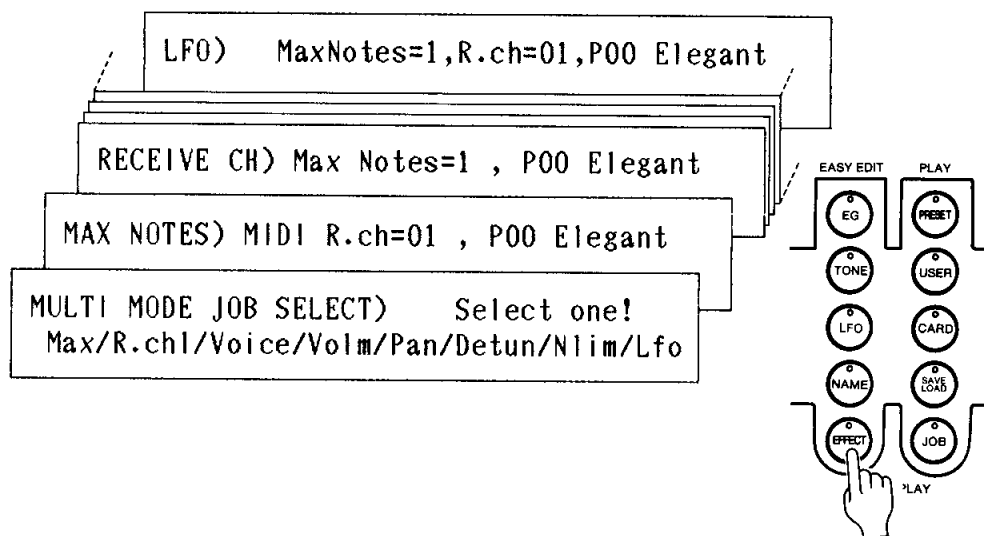 LFO) MaxNotes=1,R.ch=01,P00 Elegant
RECEIVE CH) Max Notes=1 , P00 Elegant
MAX NOTES) MIDI R.ch=01 , P00 Elegant
MULTI MODE JOB SELECT) Select one!
Max/R.chl/Voice/Volm/Pan/Detun/Nlim/Lfo
EASY EDIT PLAY
EG PRESET
TONE USER
LFO CARD
NAME SAVE LOAD
EFFECT JOB
PLAY